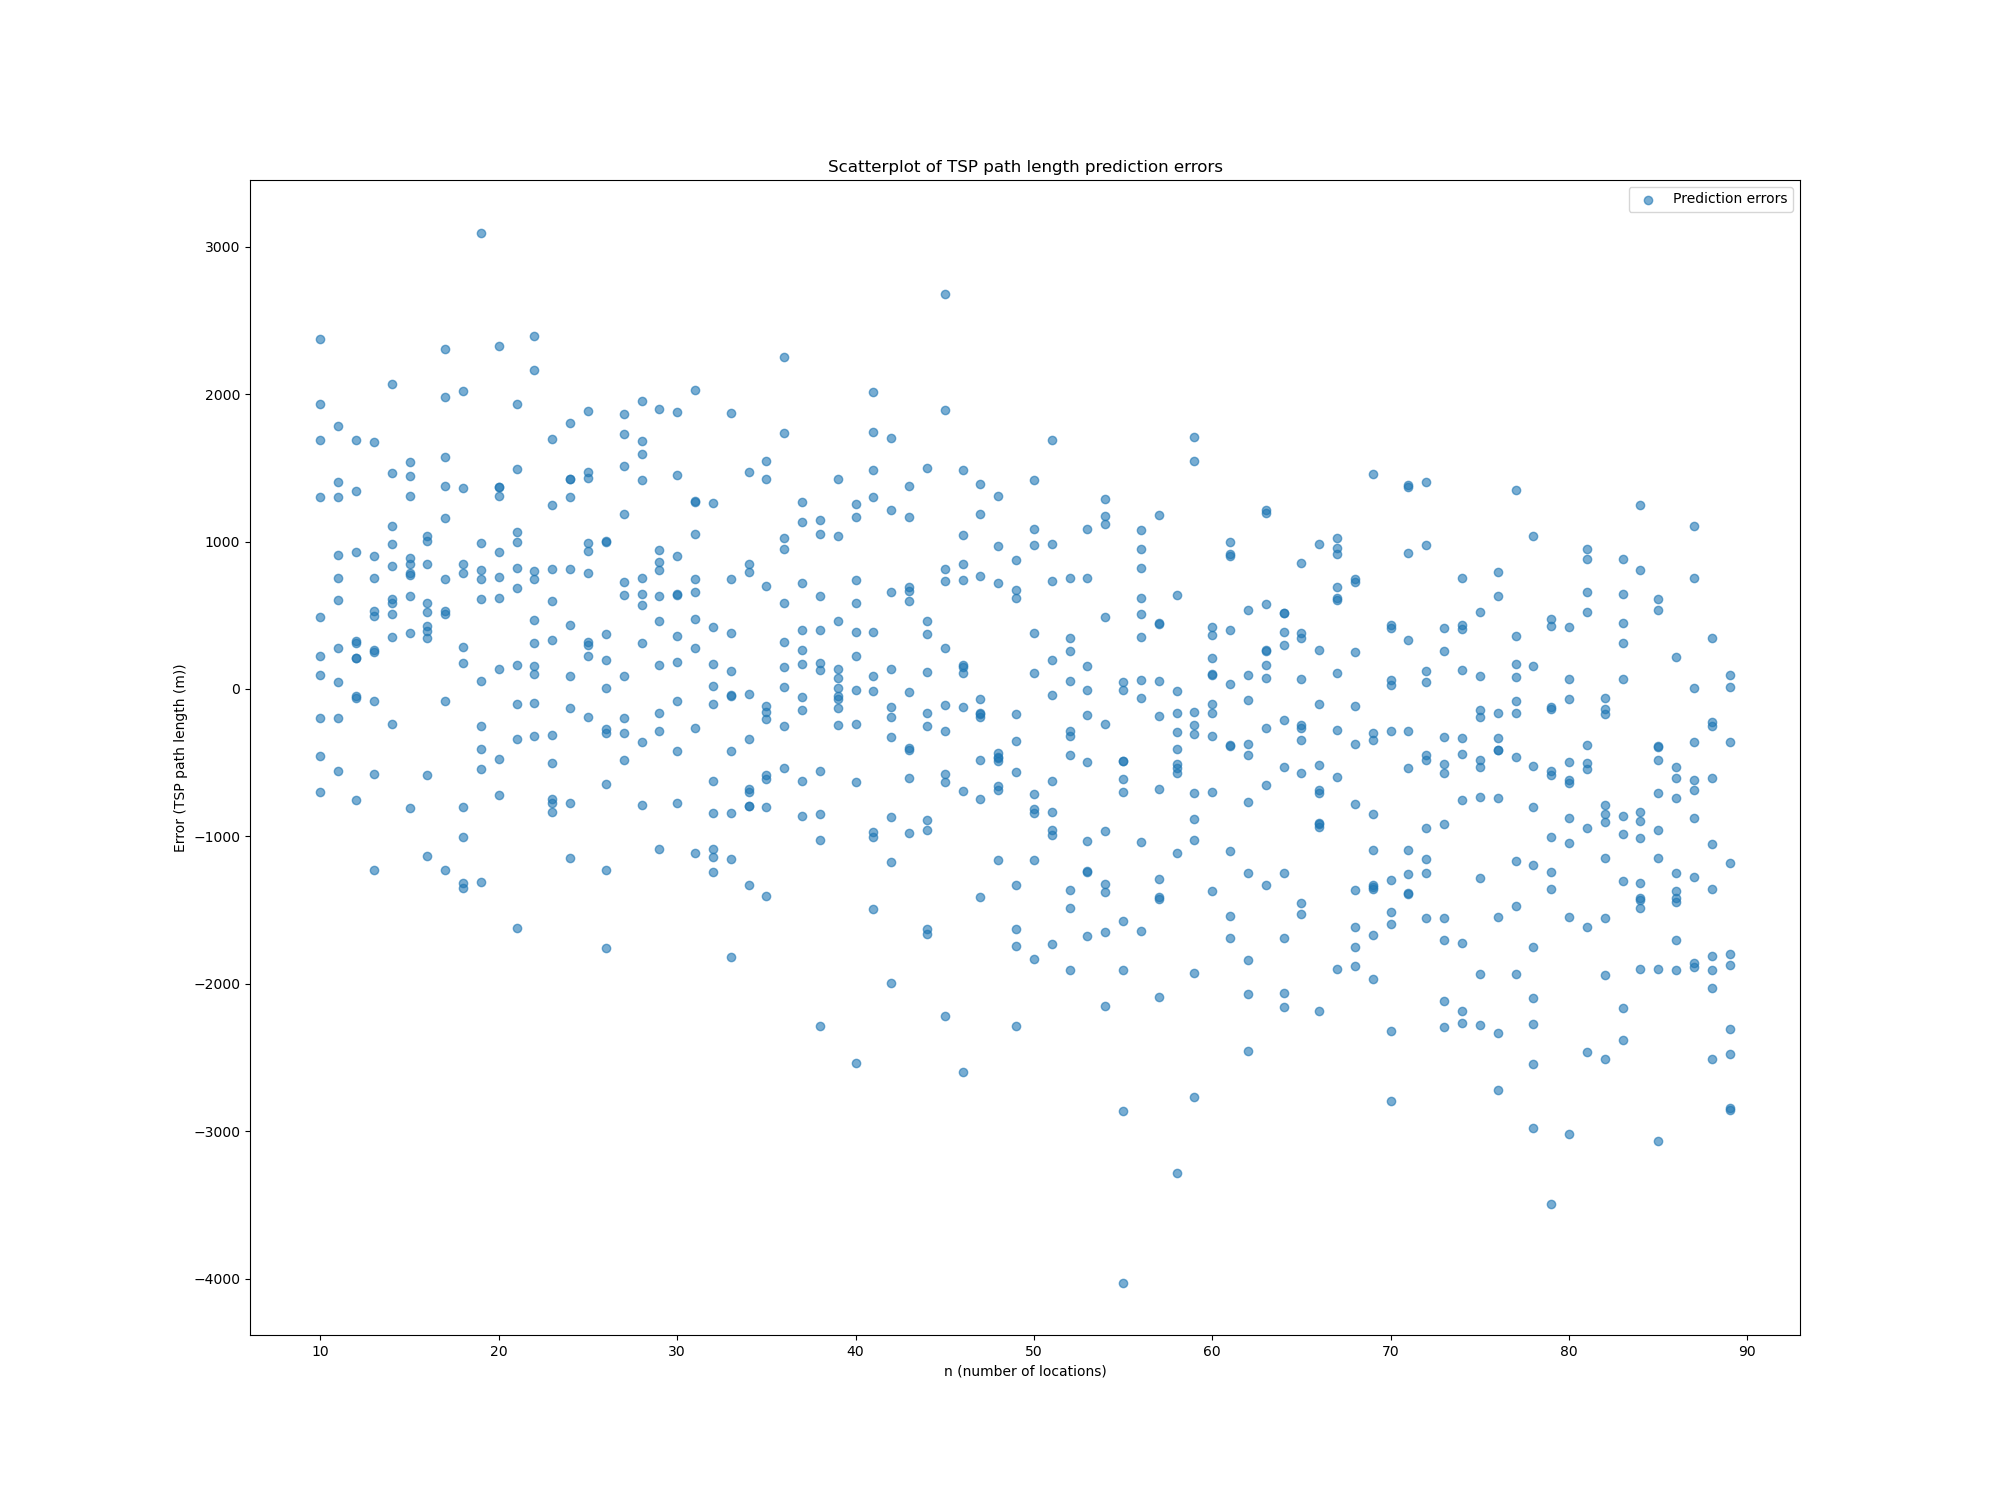 Scatterplot of TSP path length prediction errors
Prediction errors
3000
2000
1000
0
−1000
−2000
−3000
−4000
Error (TSP path length (m))
10 20 30 40 50 60 70 80 90
n (number of locations)